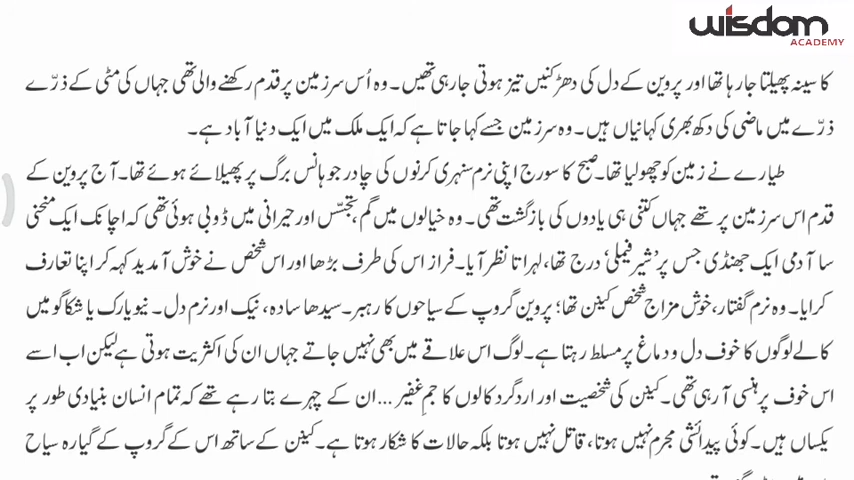 wisdom
ACADEMY
کا سینہ پھیلتا جا رہا تھا اور پروین کے دل کی دھڑکنیں تیز ہوتی جا رہی تھیں۔ وہ اُس سرزمین پر قدم رکھنے والی تھی جہاں کی مٹی کے ذرّے
ذرّے میں ماضی کی دکھ بھری کہانیاں ہیں۔ وہ سرزمین جسے کہا جاتا ہے کہ ایک ملک میں ایک دنیا آباد ہے۔
طیارے نے زمین کو چھو لیا تھا۔ صبح کا سورج اپنی نرم سنہری کرنوں کی چادر جوہانس برگ پر پھیلائے ہوئے تھا۔ آج پروین کے
قدم اس سرزمین پر تھے جہاں کتنی ہی یادوں کی بازگشت تھی۔ وہ خیالوں میں گم، تجسّس اور حیرانی میں ڈوبی ہوئی تھی کہ اچانک ایک منحنی
سا آدمی ایک جھنڈی جس پر ’شیر فیملی‘ درج تھا، لہراتا نظر آیا۔ فراز اس کی طرف بڑھا اور اس شخص نے خوش آمدید کہہ کر اپنا تعارف
کرایا۔ وہ نرم گفتار، خوش مزاج شخص کینن تھا؛ پروین گروپ کے سیاحوں کا رہبر۔ سیدھا سادہ، نیک اور نرم دل۔ نیویارک یا شکاگو میں
کالے لوگوں کا خوف دل و دماغ پر مسلط رہتا ہے۔ لوگ اس علاقے میں بھی نہیں جاتے جہاں ان کی اکثریت ہوتی ہے لیکن اب اسے
اس خوف پر ہنسی آ رہی تھی۔ کینن کی شخصیت اور اردگرد کالوں کا جمِ غفیر ... ان کے چہرے بتا رہے تھے کہ تمام انسان بنیادی طور پر
یکساں ہیں۔ کوئی پیدائشی مجرم نہیں ہوتا، قاتل نہیں ہوتا بلکہ حالات کا شکار ہوتا ہے۔ کینن کے ساتھ اس کے گروپ کے گیارہ سیاح